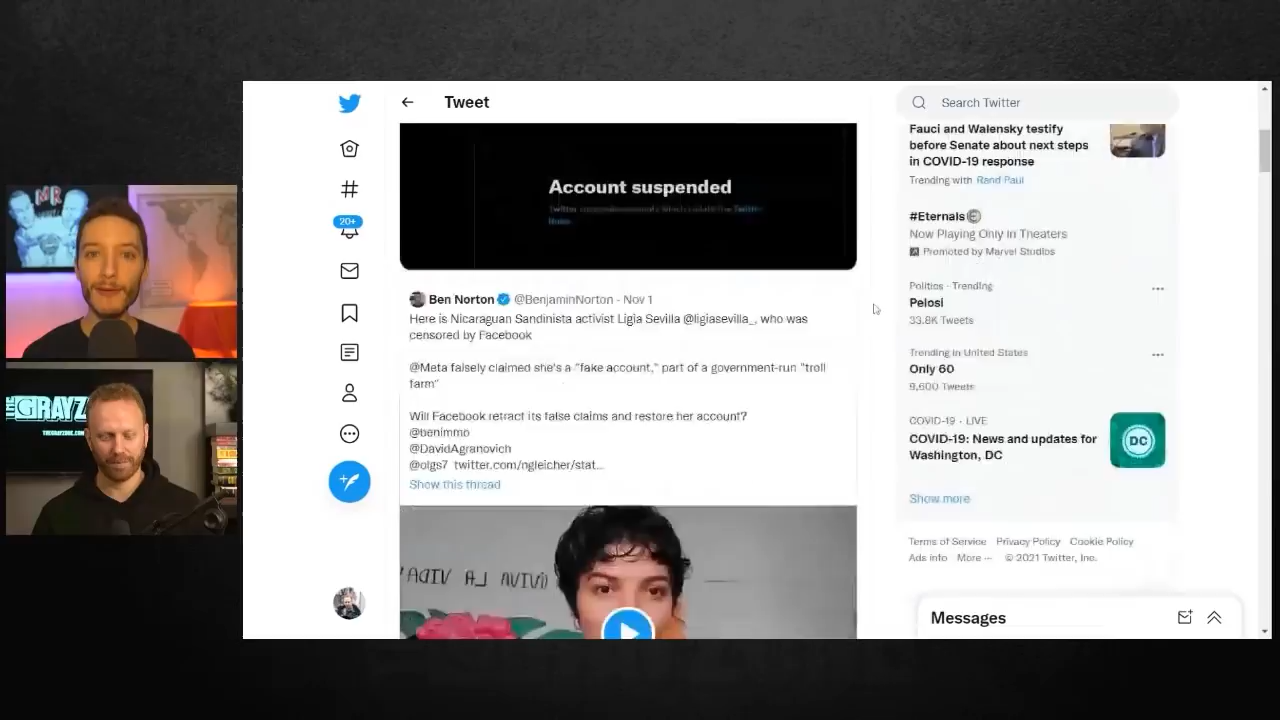 MR
THE GRAYZ
THEGRAYZONE.COM
20+
Tweet
Account suspended
Ben Norton @BenjaminNorton · Nov 1
Here is Nicaraguan Sandinista activist Ligia Sevilla @ligiasevilla_, who was
censored by Facebook
@Meta falsely claimed she's a "fake account," part of a government-run "troll
farm"
Will Facebook retract its false claims and restore her account?
@benimmo
@DavidAgranovich
@olgs7 twitter.com/ngleicher/stat...
Show this thread
Search Twitter
Fauci and Walensky testify
before Senate about next steps
in COVID-19 response
Trending with Rand Paul
#Eternals
Now Playing Only In Theaters
Promoted by Marvel Studios
Politics · Trending
Pelosi
33.8K Tweets
Trending in United States
Only 60
9,600 Tweets
COVID-19 · LIVE
COVID-19: News and updates for
Washington, DC
DC
Show more
Terms of Service Privacy Policy Cookie Policy
Ads info More ··· © 2021 Twitter, Inc.
Messages